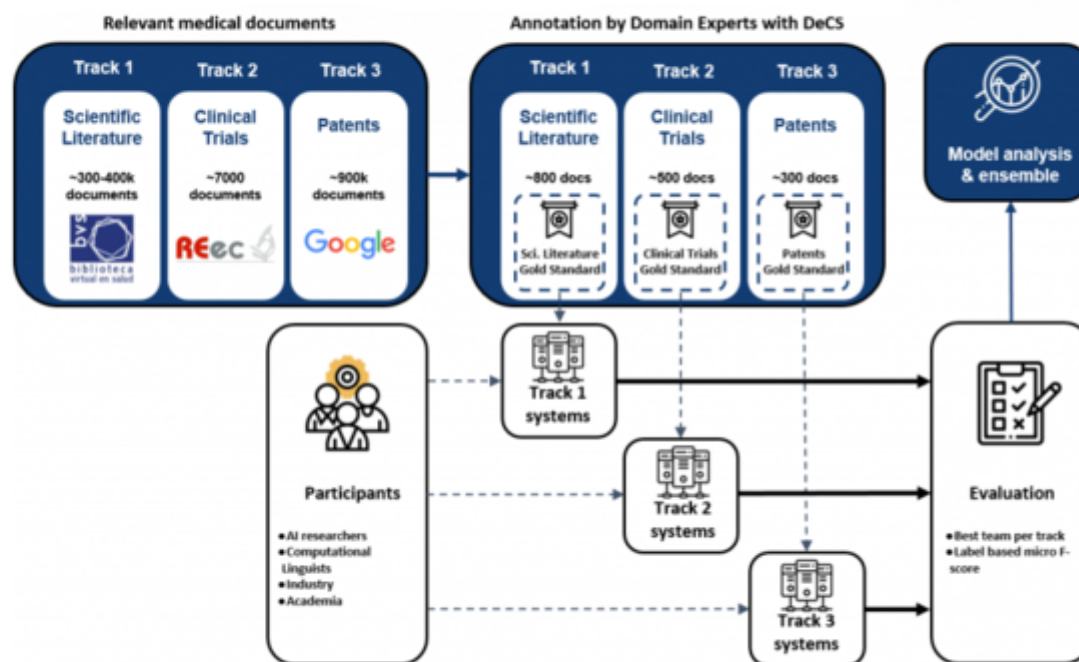 Relevant medical documents
Annotation by Domain Experts with DeCS
Track 1
Track 2
Track 3
Scientific
Literature
Clinical
Trials
Patents
~300-400k
documents
~7000
documents
~900k
documents
bvs
biblioteca
virtual en salud
REec
Google
Track 1
Track 2
Track 3
Scientific
Literature
Clinical
Trials
Patents
~800 docs
~500 docs
~300 docs
Sci. Literature
Gold Standard
Clinical Trials
Gold Standard
Patents
Gold Standard
Model analysis
& ensemble
Participants
●AI researchers
●Computational
Linguists
●Industry
●Academia
Track 1
systems
Track 2
systems
Track 3
systems
Evaluation
●Best team per track
●Label based micro F-
score